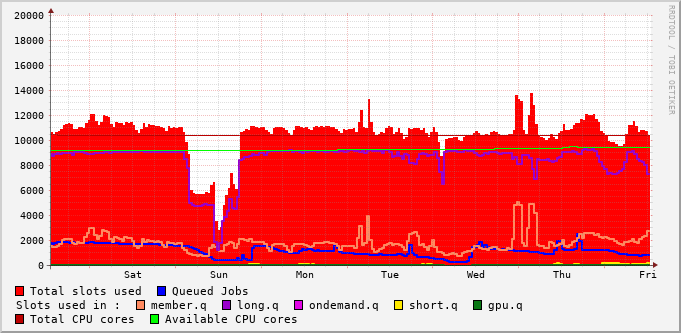 20000
18000
16000
14000
12000
10000
8000
6000
4000
2000
0
Sat Sun Mon Tue Wed Thu Fri
Total slots used Queued Jobs
Slots used in : member.q long.q ondemand.q short.q gpu.q
Total CPU cores Available CPU cores
RRDTOOL / TOBI OETIKER